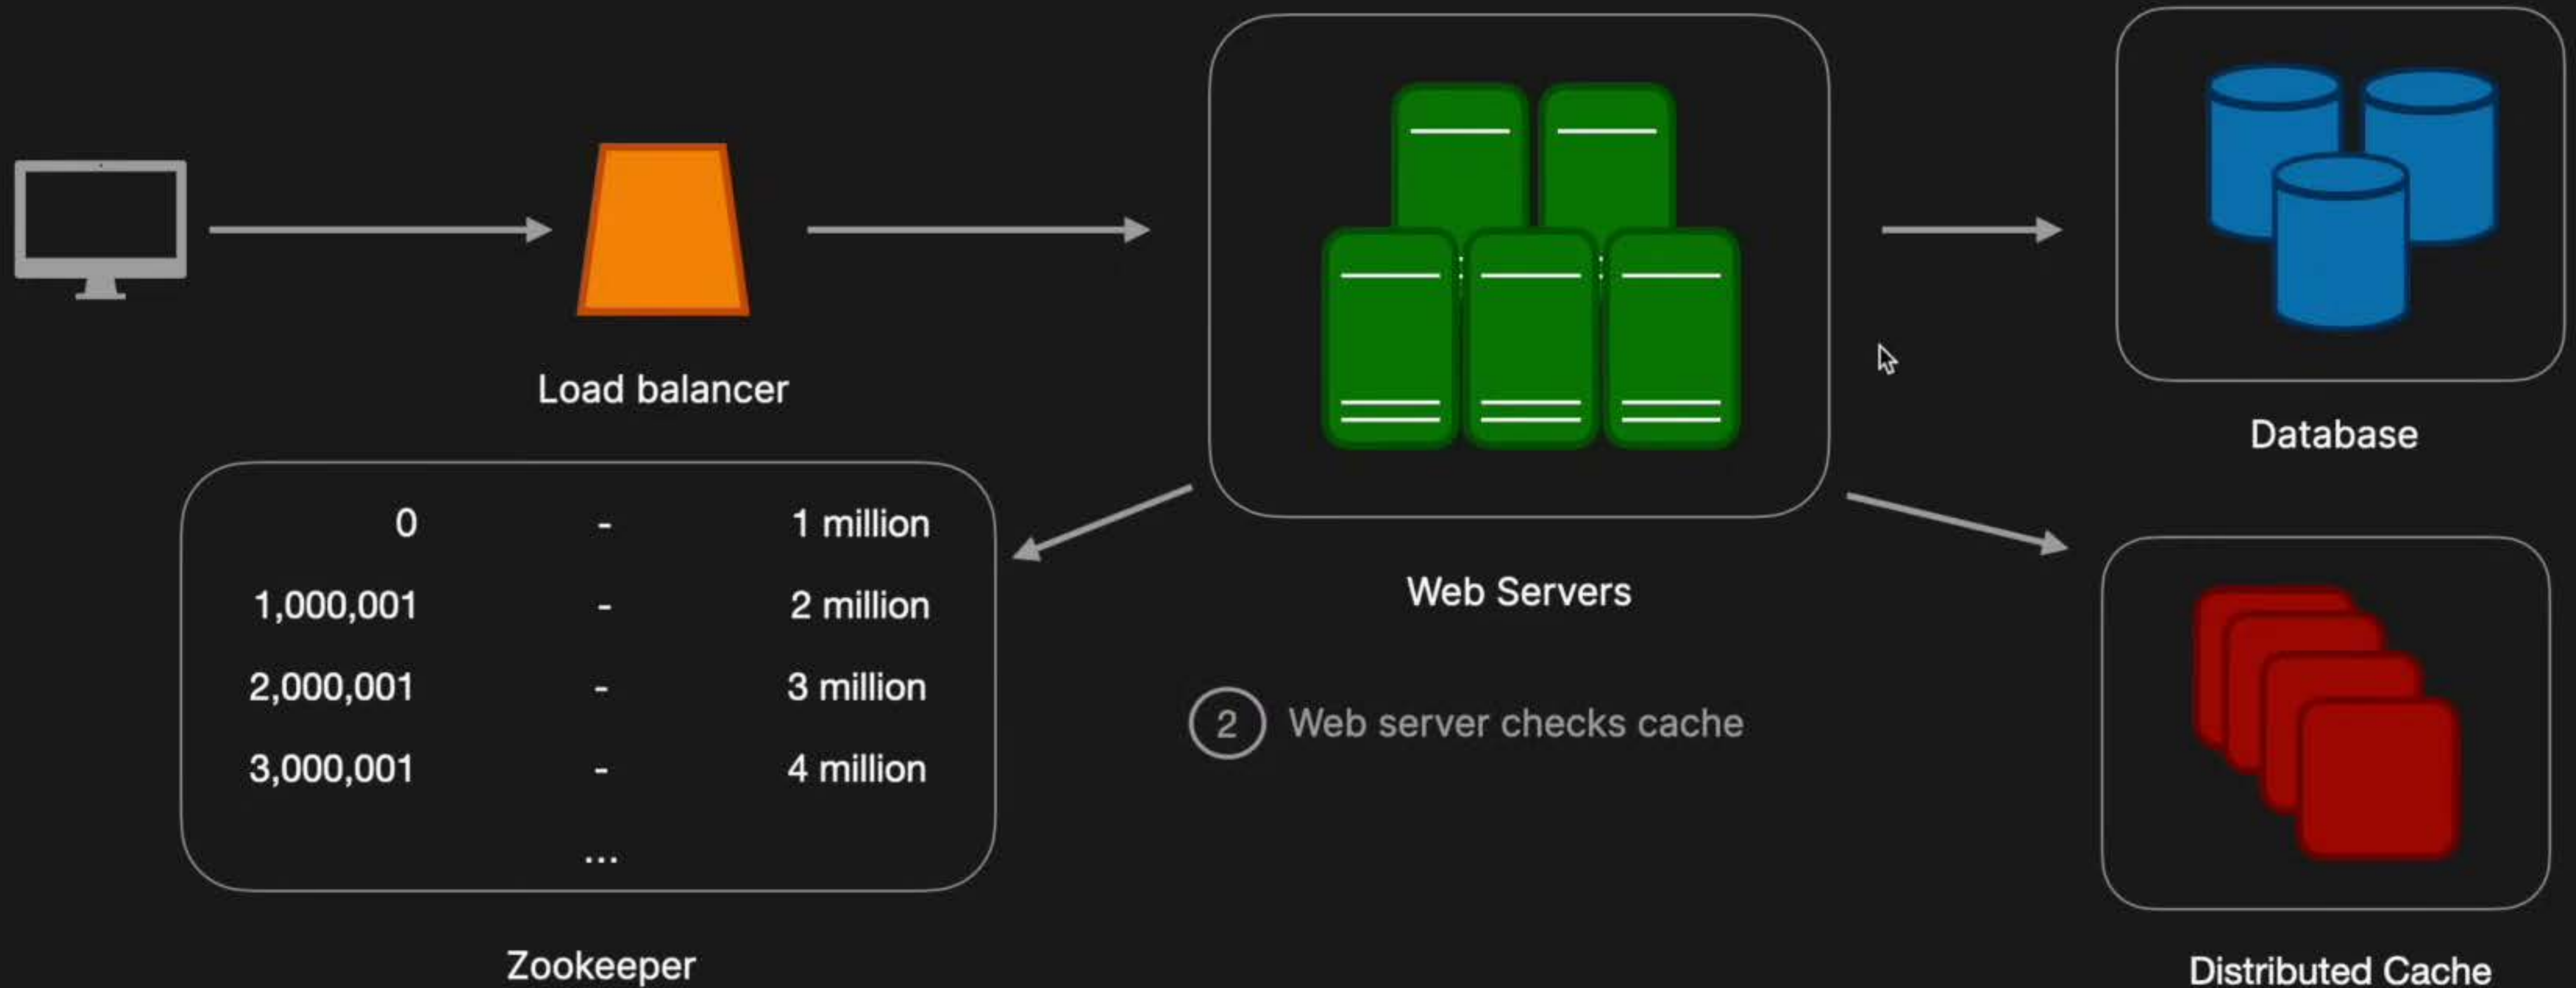 Load balancer
0 - 1 million
1,000,001 - 2 million
2,000,001 - 3 million
3,000,001 - 4 million
...
Zookeeper
Web Servers
2 Web server checks cache
Database
Distributed Cache